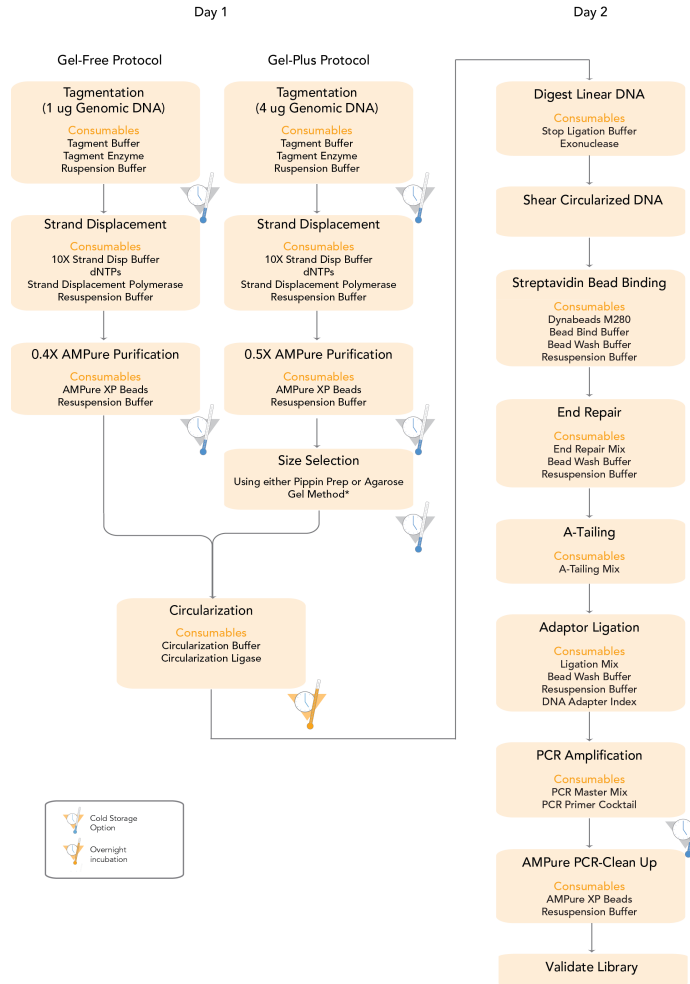 Day 1
Day 2
Gel-Free Protocol
Tagmentation
(1 ug Genomic DNA)
Consumables
Tagment Buffer
Tagment Enzyme
Ruspension Buffer
Strand Displacement
Consumables
10X Strand Disp Buffer
dNTPs
Strand Displacement Polymerase
Resuspension Buffer
0.4X AMPure Purification
Consumables
AMPure XP Beads
Resuspension Buffer
Gel-Plus Protocol
Tagmentation
(4 ug Genomic DNA)
Consumables
Tagment Buffer
Tagment Enzyme
Ruspension Buffer
Strand Displacement
Consumables
10X Strand Disp Buffer
dNTPs
Strand Displacement Polymerase
Resuspension Buffer
0.5X AMPure Purification
Consumables
AMPure XP Beads
Resuspension Buffer
Size Selection
Using either Pippin Prep or Agarose
Gel Method*
Circularization
Consumables
Circularization Buffer
Circularization Ligase
Cold Storage
Option
Overnight
incubation
Digest Linear DNA
Consumables
Stop Ligation Buffer
Exonuclease
Shear Circularized DNA
Streptavidin Bead Binding
Consumables
Dynabeads M280
Bead Bind Buffer
Bead Wash Buffer
Resuspension Buffer
End Repair
Consumables
End Repair Mix
Bead Wash Buffer
Resuspension Buffer
A-Tailing
Consumables
A-Tailing Mix
Adaptor Ligation
Consumables
Ligation Mix
Bead Wash Buffer
Resuspension Buffer
DNA Adapter Index
PCR Amplification
Consumables
PCR Master Mix
PCR Primer Cocktail
AMPure PCR-Clean Up
Consumables
AMPure XP Beads
Resuspension Buffer
Validate Library